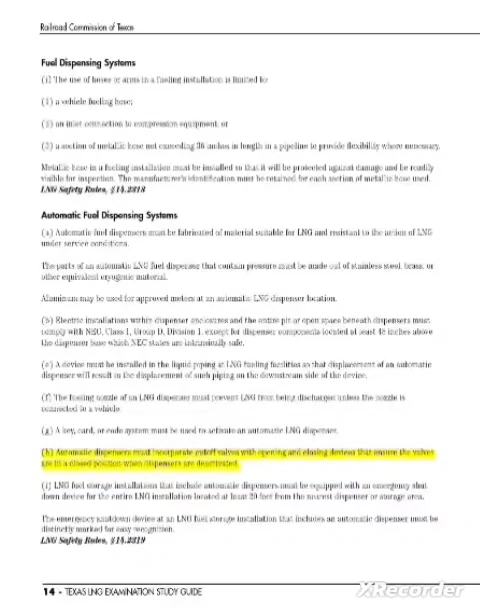 Railroad Commission of Texas
Fuel Dispensing Systems
(i) The use of hoses or arms in a fueling installation is limited to:
(1) a vehicle fueling hose;
(2) an inlet connection to compression equipment; or
(3) a section of metallic hose not exceeding 36 inches in length in a pipeline to provide flexibility where necessary.
Metallic hose in a fueling installation must be installed so that it will be protected against damage and be readily
visible for inspection. The manufacturer's identification must be retained for each section of metallic hose used.
LNG Safety Rules, §14.2318
Automatic Fuel Dispensing Systems
(a) Automatic fuel dispensers must be fabricated of material suitable for LNG and resistant to the action of LNG
under service conditions.
The parts of an automatic LNG fuel dispenser that contain pressure must be made out of stainless steel, brass, or
other equivalent cryogenic material.
Aluminum may be used for approved meters at an automatic LNG dispenser location.
(b) Electric installations within dispenser enclosures and the entire pit or open space beneath dispensers must
comply with NEC, Class 1, Group D, Division 1, except for dispenser components located at least 48 inches above
the dispenser base which NEC states are intrinsically safe.
(e) A device must be installed in the liquid piping at LNG fueling facilities so that displacement of an automatic
dispenser will result in the displacement of such piping on the downstream side of the device.
(f) The fueling nozzle of an LNG dispenser must prevent LNG from being discharged unless the nozzle is
connected to a vehicle.
(g) A key, card, or code system must be used to activate an automatic LNG dispenser.
(h) Automatic dispensers must incorporate cutoff valves with opening and closing devices that ensure the valves
are in a closed position when dispensers are deactivated.
(i) LNG fuel storage installations that include automatic dispensers must be equipped with an emergency shut
down device for the entire LNG installation located at least 20 feet from the nearest dispenser or storage area.
The emergency shutdown device at an LNG fuel storage installation that includes an automatic dispenser must be
distinctly marked for easy recognition.
LNG Safety Rules, §14.2319
14 - TEXAS LNG EXAMINATION STUDY GUIDE
XRecorder